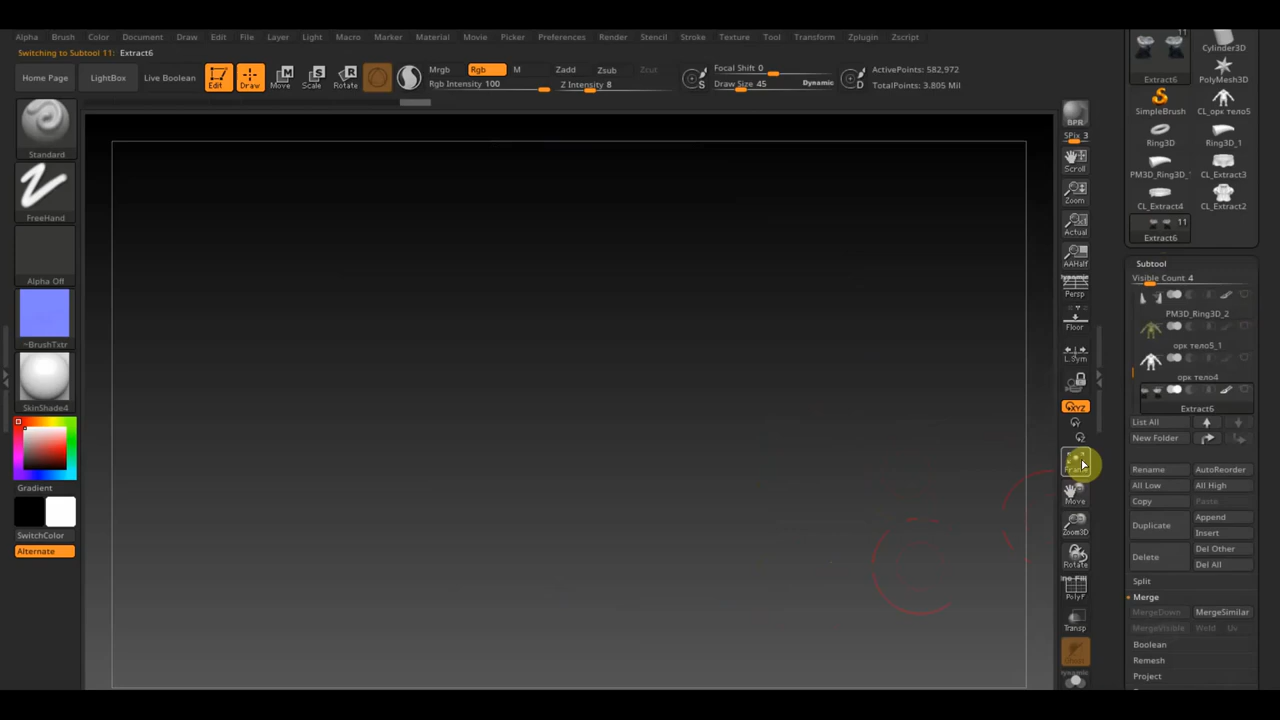 Alpha Brush Color Document Draw Edit File Layer Light Macro Marker Material Movie Picker Preferences Render Stencil Stroke Texture Tool Transform Zplugin Zscript
Switching to Subtool 11: Extract6
Home Page
LightBox
Live Boolean
Edit
Draw
Move
Scale
Rotate
Mrgb
Rgb
M
Rgb Intensity 100
Zadd
Zsub
Zcut
Z Intensity 8
S
Focal Shift 0
Draw Size 45
Dynamic
D
ActivePoints: 582,972
TotalPoints: 3.805 Mil
Standard
FreeHand
Alpha Off
~BrushTxtr
SkinShade4
Gradient
SwitchColor
Alternate
BPR
SPix 3
Scroll
Zoom
Actual
AAHalf
Persp
Floor
L.Sym
XYZ
Move
Zoom3D
Rotate
PolyF
Transp
11
Extract6
Cylinder3D
PolyMesh3D
SimpleBrush
CL_орк тело5
Ring3D
Ring3D_1
PM3D_Ring3D_1
CL_Extract3
CL_Extract4
CL_Extract2
11
Extract6
Subtool
Visible Count 4
PM3D_Ring3D_2
орк тело5_1
орк тело4
Extract6
List All
New Folder
Rename
AutoReorder
All Low
All High
Copy
Paste
Duplicate
Append
Insert
Delete
Del Other
Del All
Split
Merge
MergeDown
MergeSimilar
MergeVisible
Weld
Uv
Boolean
Remesh
Project